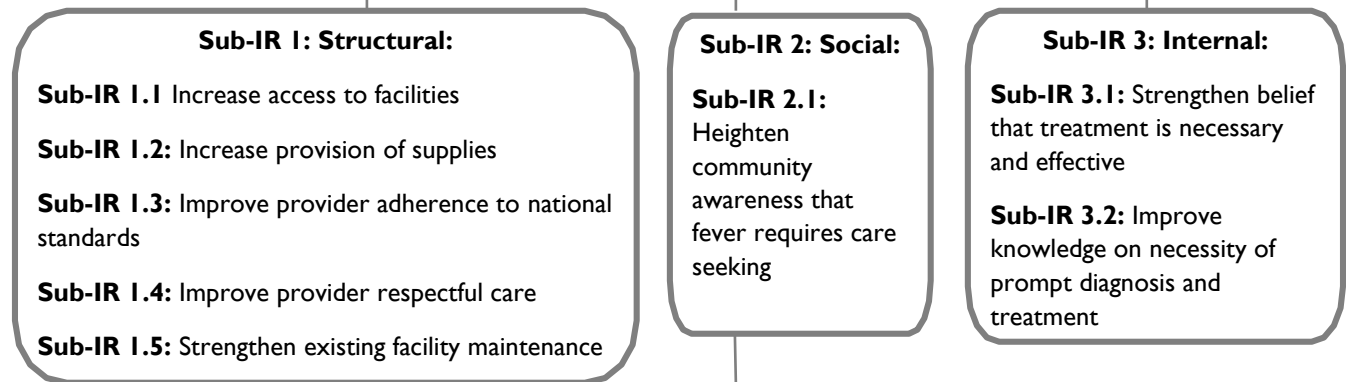 Sub-IR 1: Structural:
Sub-IR 1.1 Increase access to facilities
Sub-IR 1.2: Increase provision of supplies
Sub-IR 1.3: Improve provider adherence to national
standards
Sub-IR 1.4: Improve provider respectful care
Sub-IR 1.5: Strengthen existing facility maintenance
Sub-IR 2: Social:
Sub-IR 2.1:
Heighten
community
awareness that
fever requires care
seeking
Sub-IR 3: Internal:
Sub-IR 3.1: Strengthen belief
that treatment is necessary
and effective
Sub-IR 3.2: Improve
knowledge on necessity of
prompt diagnosis and
treatment